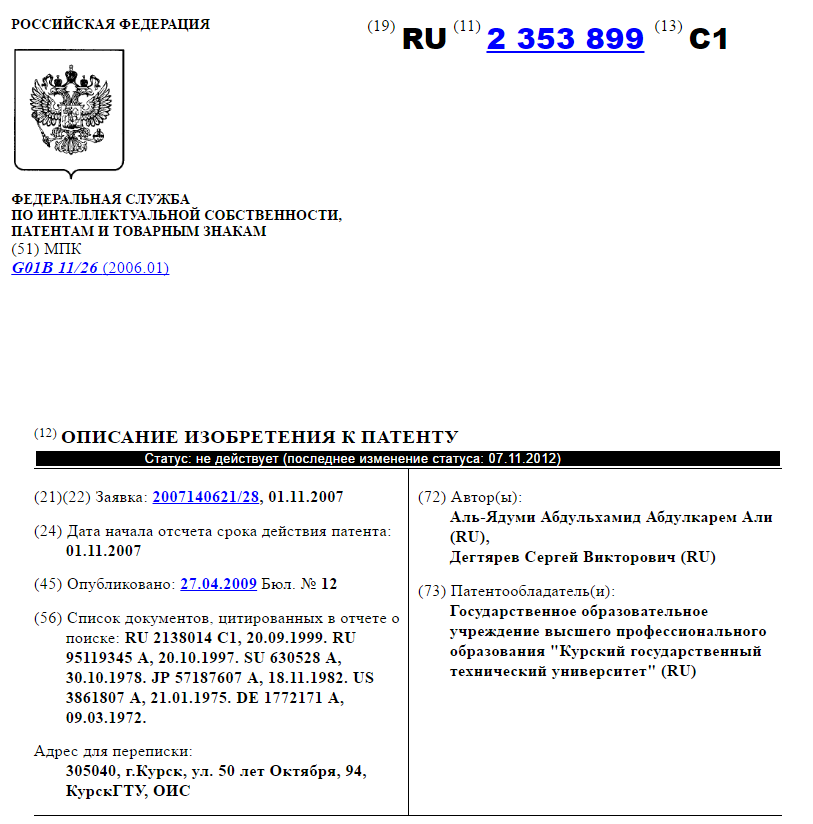 РОССИЙСКАЯ ФЕДЕРАЦИЯ
(19) RU (11) 2 353 899 (13) C1
ФЕДЕРАЛЬНАЯ СЛУЖБА
ПО ИНТЕЛЛЕКТУАЛЬНОЙ СОБСТВЕННОСТИ,
ПАТЕНТАМ И ТОВАРНЫМ ЗНАКАМ
(51) МПК
G01B 11/26 (2006.01)
(12) ОПИСАНИЕ ИЗОБРЕТЕНИЯ К ПАТЕНТУ
Статус: не действует (последнее изменение статуса: 07.11.2012)
(21)(22) Заявка: 2007140621/28, 01.11.2007
(24) Дата начала отсчета срока действия патента:
01.11.2007
(45) Опубликовано: 27.04.2009 Бюл. № 12
(56) Список документов, цитированных в отчете о
поиске: RU 2138014 C1, 20.09.1999. RU
95119345 A, 20.10.1997. SU 630528 A,
30.10.1978. JP 57187607 A, 18.11.1982. US
3861807 A, 21.01.1975. DE 1772171 A,
09.03.1972.
Адрес для переписки:
305040, г.Курск, ул. 50 лет Октября, 94,
КурскГТУ, ОИС
(72) Автор(ы):
Аль-Ядуми Абдульхамид Абдулкарем Али
(RU),
Дегтярев Сергей Викторович (RU)
(73) Патентообладатель(и):
Государственное образовательное
учреждение высшего профессионального
образования "Курский государственный
технический университет" (RU)